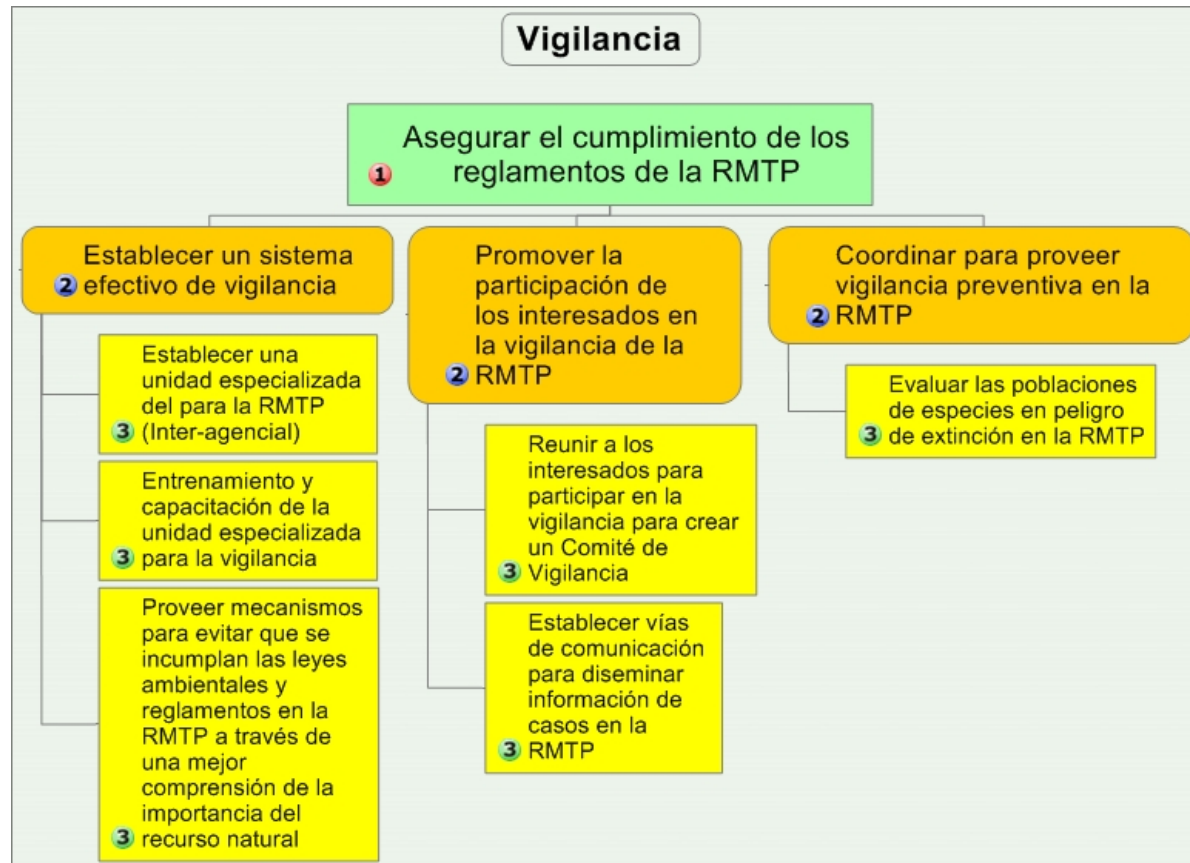 Vigilancia
Asegurar el cumplimiento de los
1 reglamentos de la RMTP
Establecer un sistema
2 efectivo de vigilancia
Establecer una
unidad especializada
del para la RMTP
3 (Inter-agencial)
Entrenamiento y
capacitación de la
unidad especializada
3 para la vigilancia
Proveer mecanismos
para evitar que se
incumplan las leyes
ambientales y
reglamentos en la
RMTP a través de
una mejor
comprensión de la
importancia del
3 recurso natural
Promover la
participación de
los interesados en
la vigilancia de la
2 RMTP
Reunir a los
interesados para
participar en la
vigilancia para crear
un Comité de
3 Vigilancia
Establecer vías
de comunicación
para diseminar
información de
casos en la
3 RMTP
Coordinar para proveer
vigilancia preventiva en la
2 RMTP
Evaluar las poblaciones
de especies en peligro
3 de extinción en la RMTP